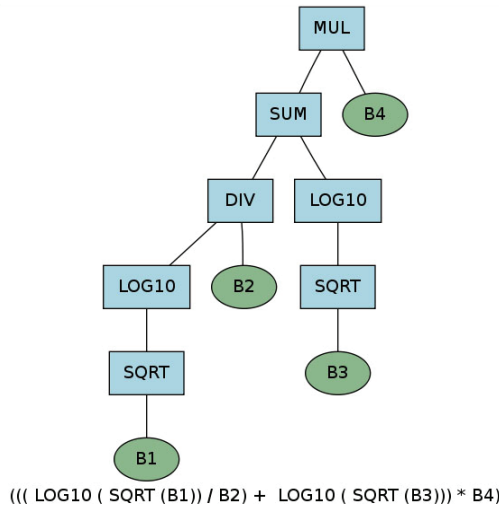 MUL
SUM B4
DIV LOG10
LOG10 B2 SQRT
SQRT B3
B1
((( LOG10 ( SQRT (B1)) / B2) +  LOG10 ( SQRT (B3))) * B4)